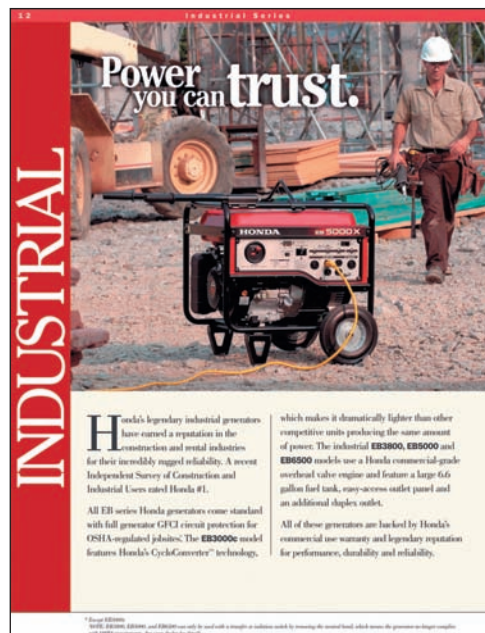 12
Industrial Series
Power
you can trust.
INDUSTRIAL
HONDA
5000X
Honda's legendary industrial generators
have earned a reputation in the
construction and rental industries
for their incredibly rugged reliability. A recent
Independent Survey of Construction and
Industrial Users rated Honda #1.
All EB series Honda generators come standard
with full generator GFCI circuit protection for
OSHA-regulated jobsites. The EB3000c model
features Honda's CycloConverter™ technology,
which makes it dramatically lighter than other
competitive units producing the same amount
of power. The industrial EB3800, EB5000 and
EB6500 models use a Honda commercial-grade
overhead valve engine and feature a large 6.6
gallon fuel tank, easy-access outlet panel and
an additional duplex outlet.
All of these generators are backed by Honda's
commercial use warranty and legendary reputation
for performance, durability and reliability.